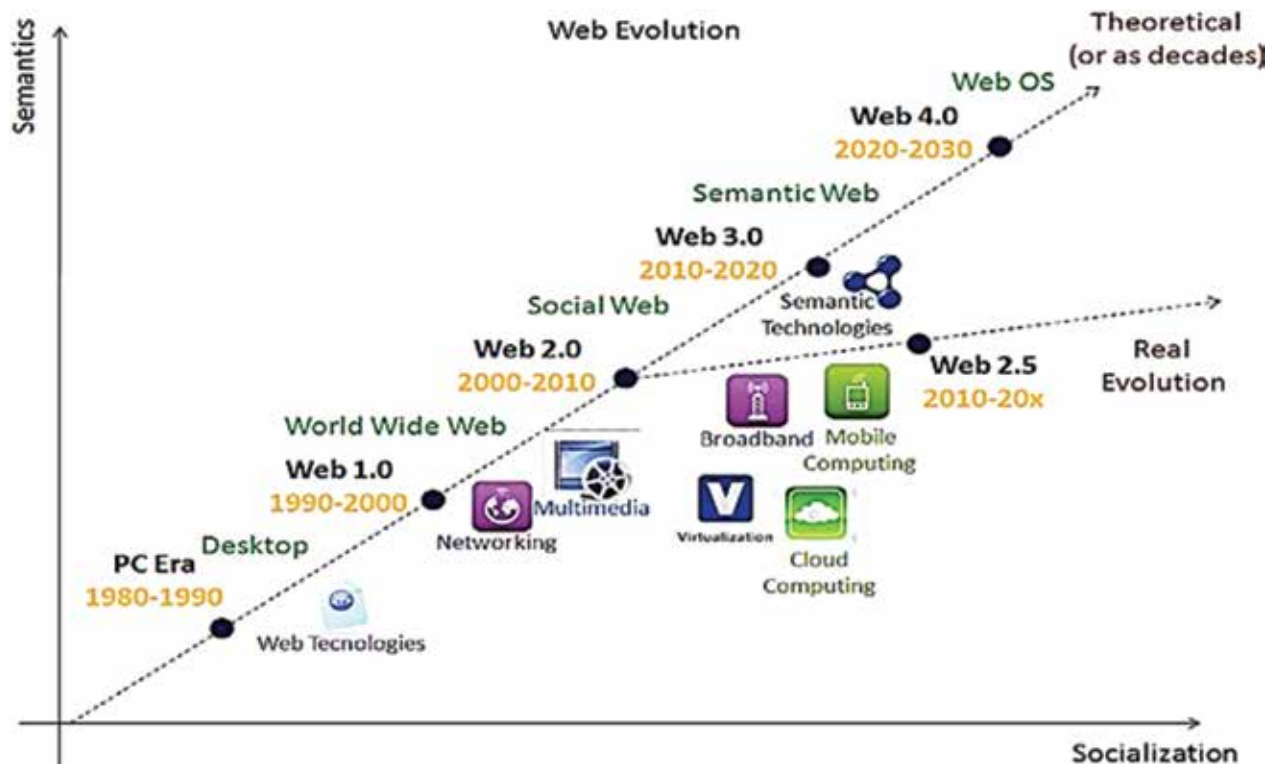 Web Evolution
Semantics
Theoretical
(or as decades)
Web OS
Web 4.0
2020-2030
Semantic Web
Web 3.0
2010-2020
Semantic
Technologies
Social Web
Web 2.0
2000-2010
Web 2.5
2010-20x
Real
Evolution
Broadband
Mobile
Computing
World Wide Web
Web 1.0
1990-2000
Networking
Multimedia
V
Virtualization
Cloud
Computing
Desktop
PC Era
1980-1990
Web Tecnologies
Socialization